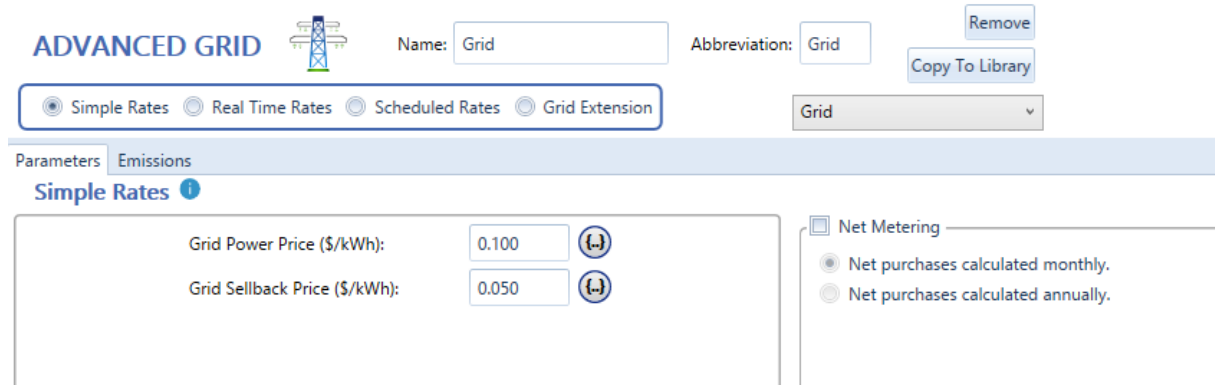 ADVANCED GRID Name: Grid Abbreviation: Grid Remove
Copy To Library
Simple Rates Real Time Rates Scheduled Rates Grid Extension Grid
Parameters Emissions
Simple Rates i
Grid Power Price ($/kWh): 0.100 {..}
Grid Sellback Price ($/kWh): 0.050 {..}
Net Metering
Net purchases calculated monthly.
Net purchases calculated annually.